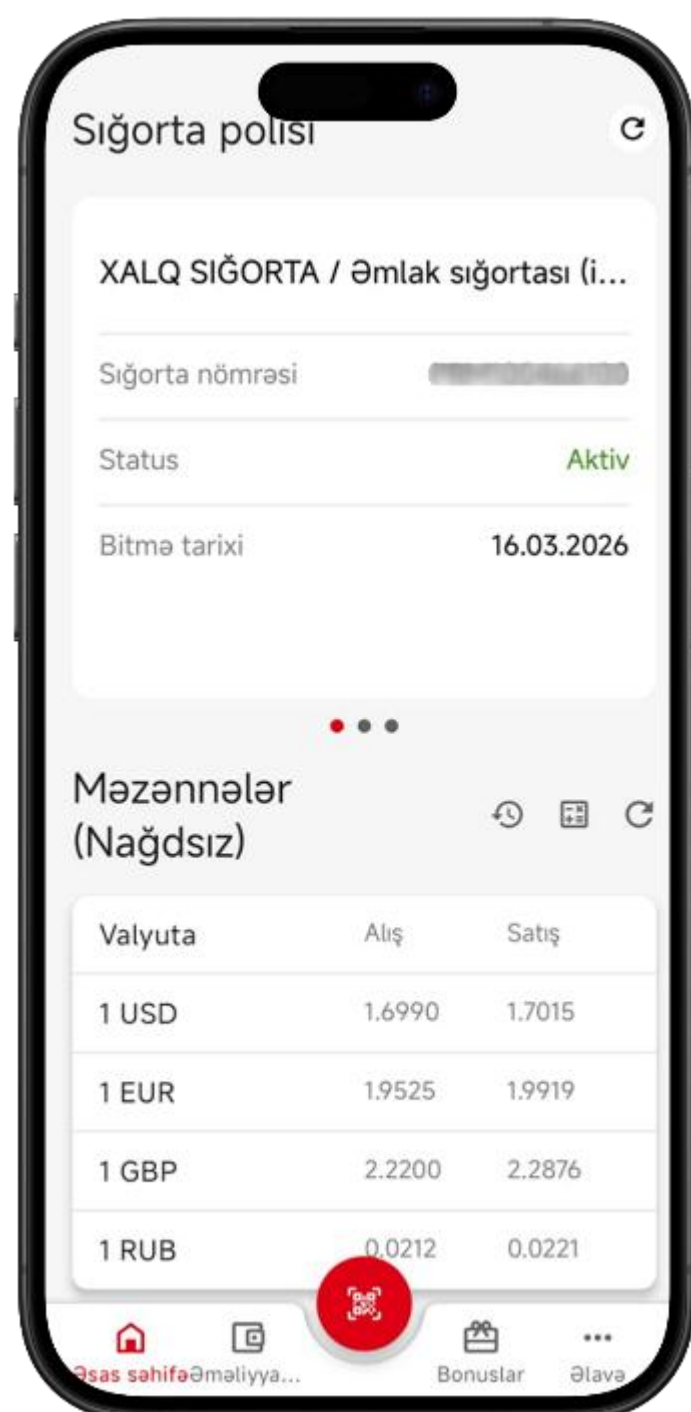 Sığorta polisi
XALQ SIĞORTA / Əmlak sığortası (i...
Sığorta nömrəsi
Status Aktiv
Bitmə tarixi 16.03.2026
Məzənnələr
(Nağdsız)
Valyuta Alış Satış
1 USD 1.6990 1.7015
1 EUR 1.9525 1.9919
1 GBP 2.2200 2.2876
1 RUB 0.0212 0.0221
Əsas səhifə Əməliyya... Bonuslar Əlavə